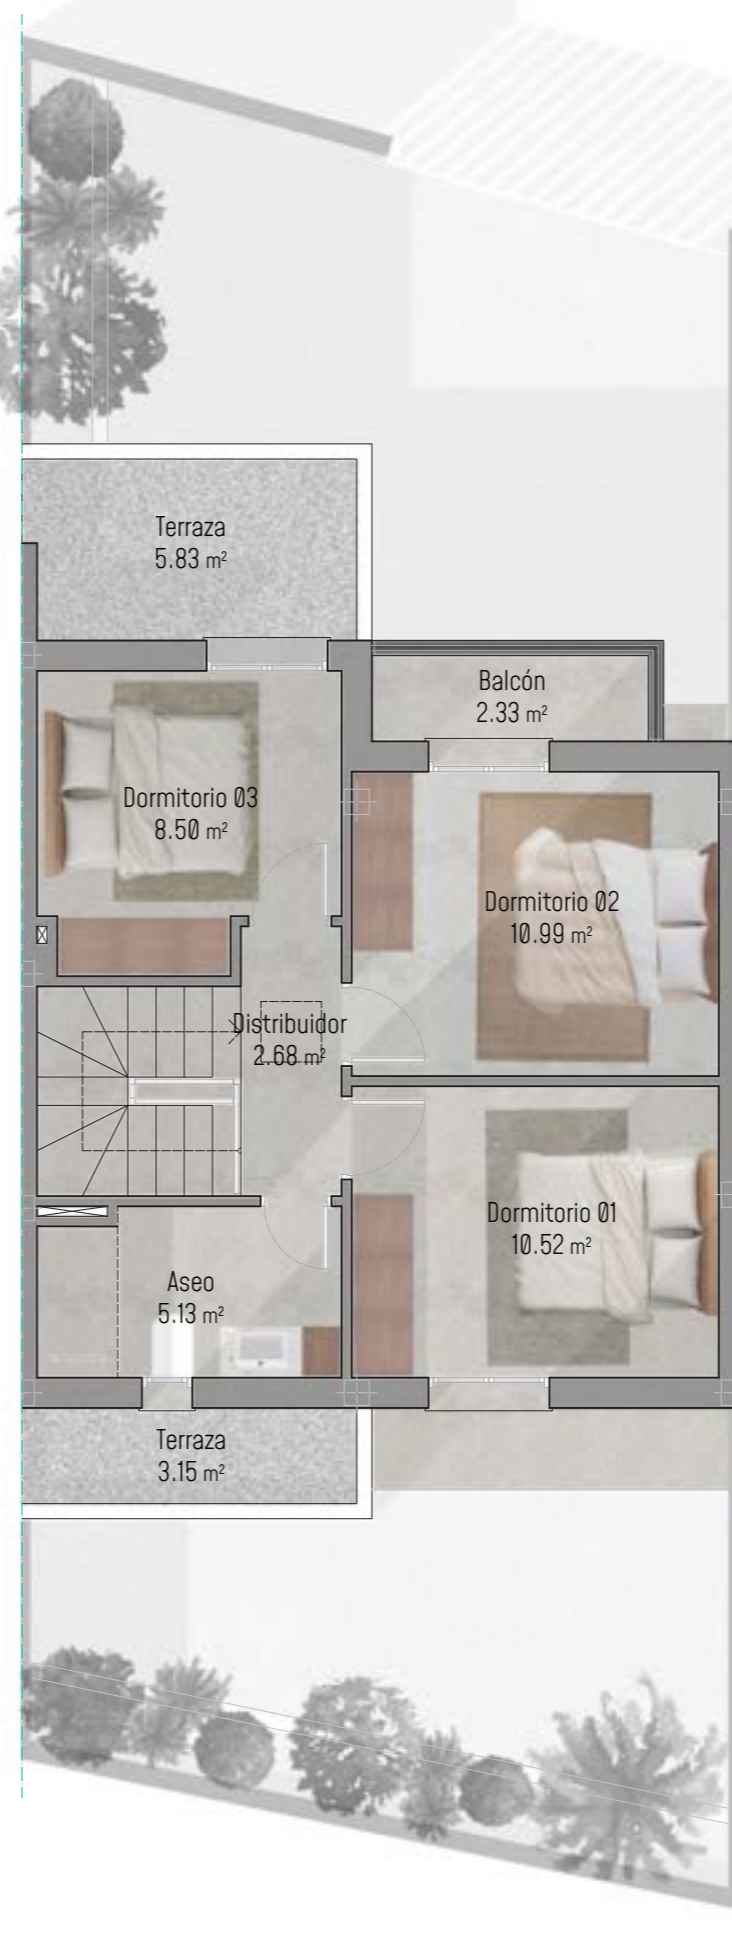 Terraza
5.83 m²
Balcón
2.33 m²
Dormitorio 03
8.50 m²
Dormitorio 02
10.99 m²
Distribuidor
2.68 m²
Dormitorio 01
10.52 m²
Aseo
5.13 m²
Terraza
3.15 m²